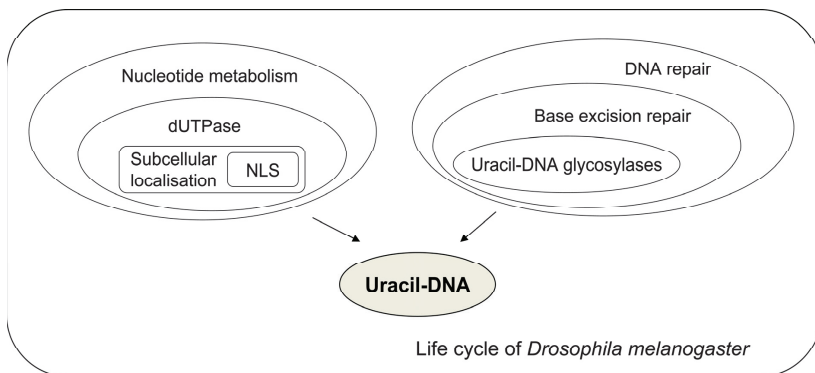 Nucleotide metabolism
dUTPase
Subcellular
localisation
NLS
DNA repair
Base excision repair
Uracil-DNA glycosylases
Uracil-DNA
Life cycle of Drosophila melanogaster